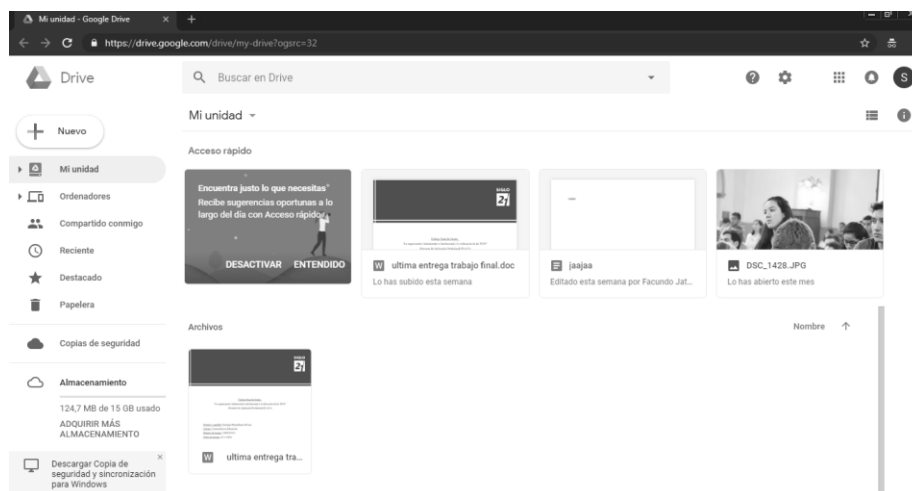 Mi unidad - Google Drive
https://drive.google.com/drive/my-drive?ogsrc=32
Drive
Buscar en Drive
S
Mi unidad
Nuevo
Acceso rápido
Mi unidad
Ordenadores
Compartido conmigo
Reciente
Destacado
Papelera
Copias de seguridad
Almacenamiento
124,7 MB de 15 GB usado
ADQUIRIR MÁS
ALMACENAMIENTO
Descargar Copia de
seguridad y sincronización
para Windows
Encuentra justo lo que necesitas
Recibe sugerencias oportunas a lo
largo del día con Acceso rápido
DESACTIVAR ENTENDIDO
SIGLO
21
W ultima entrega trabajo final.doc
Lo has subido esta semana
jaajaa
Editado esta semana por Facundo Jat...
DSC_1428.JPG
Lo has abierto este mes
Archivos
Nombre
21
W ultima entrega tra...